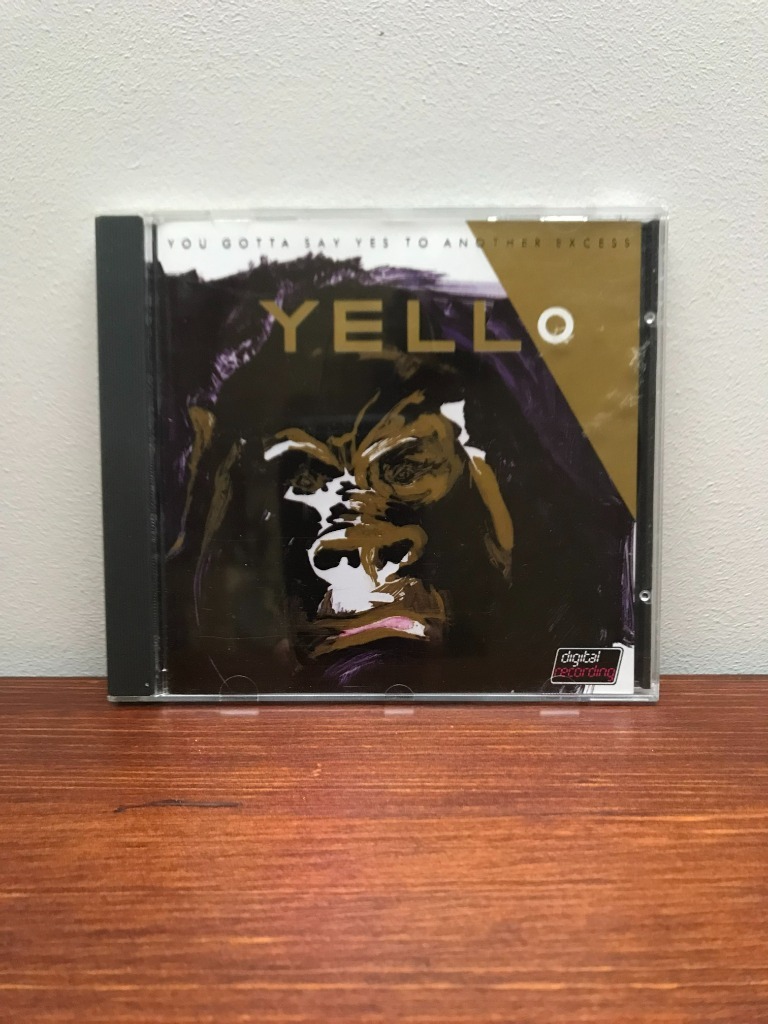 YOU GOTTA SAY YES TO ANOTHER EXCESS
YELLO
digital
recording